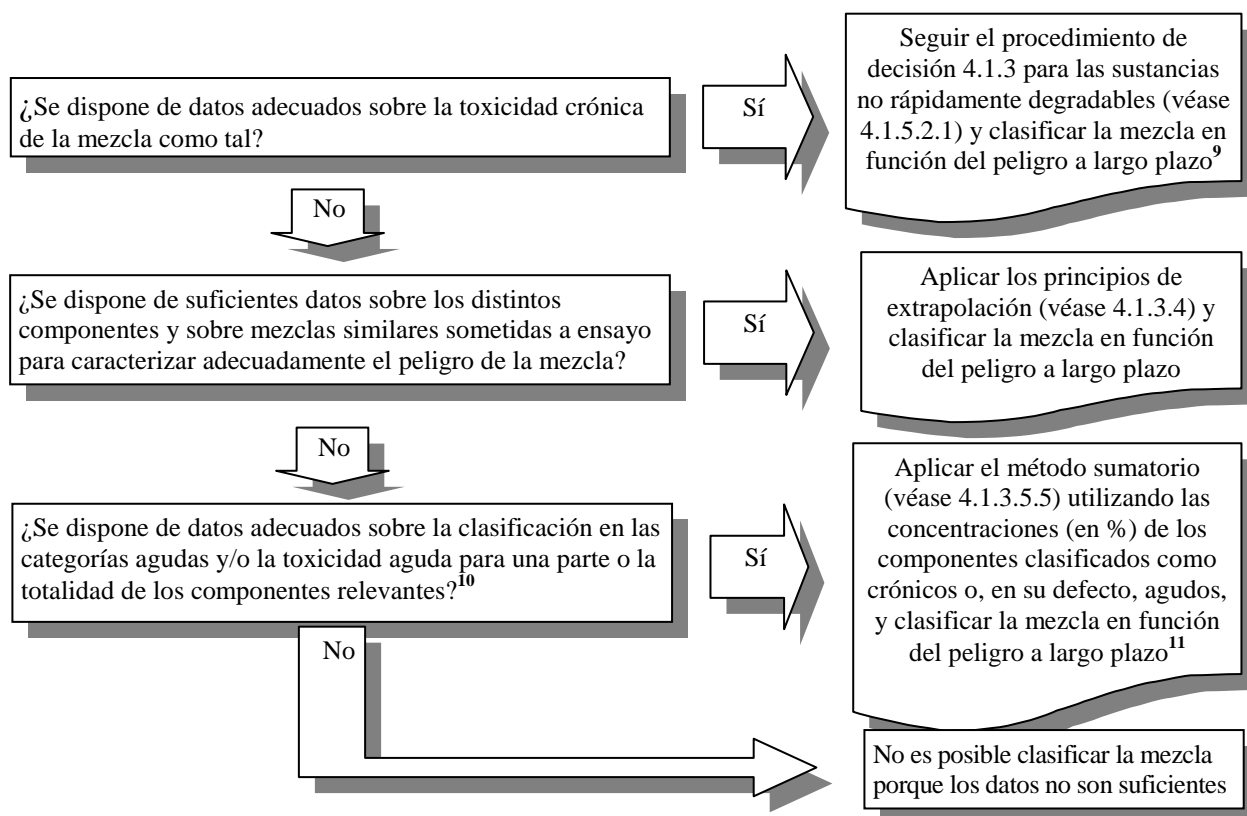 ¿Se dispone de datos adecuados sobre la toxicidad crónica
de la mezcla como tal?
Sí
Seguir el procedimiento de
decisión 4.1.3 para las sustancias
no rápidamente degradables (véase
4.1.5.2.1) y clasificar la mezcla en
función del peligro a largo plazo9
No
¿Se dispone de suficientes datos sobre los distintos
componentes y sobre mezclas similares sometidas a ensayo
para caracterizar adecuadamente el peligro de la mezcla?
Sí
Aplicar los principios de
extrapolación (véase 4.1.3.4) y
clasificar la mezcla en función
del peligro a largo plazo
No
¿Se dispone de datos adecuados sobre la clasificación en las
categorías agudas y/o la toxicidad aguda para una parte o la
totalidad de los componentes relevantes?10
Sí
Aplicar el método sumatorio
(véase 4.1.3.5.5) utilizando las
concentraciones (en %) de los
componentes clasificados como
crónicos o, en su defecto, agudos,
y clasificar la mezcla en función
del peligro a largo plazo11
No
No es posible clasificar la mezcla
porque los datos no son suficientes